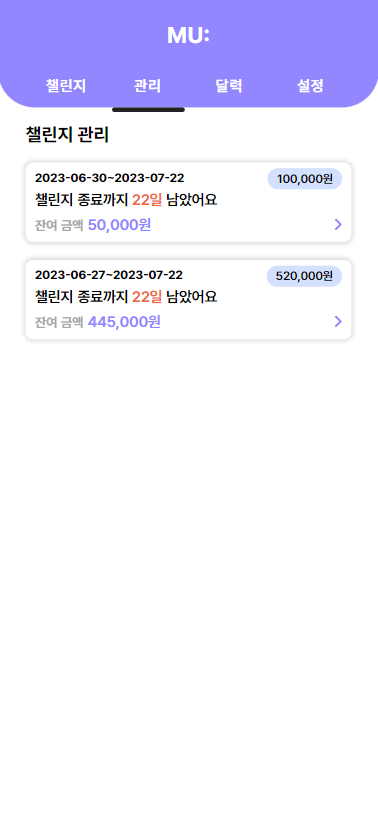 MU:
챌린지 관리 달력 설정
챌린지 관리
2023-06-30~2023-07-22 100,000원
챌린지 종료까지 22일 남았어요
잔여 금액 50,000원
2023-06-27~2023-07-22 520,000원
챌린지 종료까지 22일 남았어요
잔여 금액 445,000원